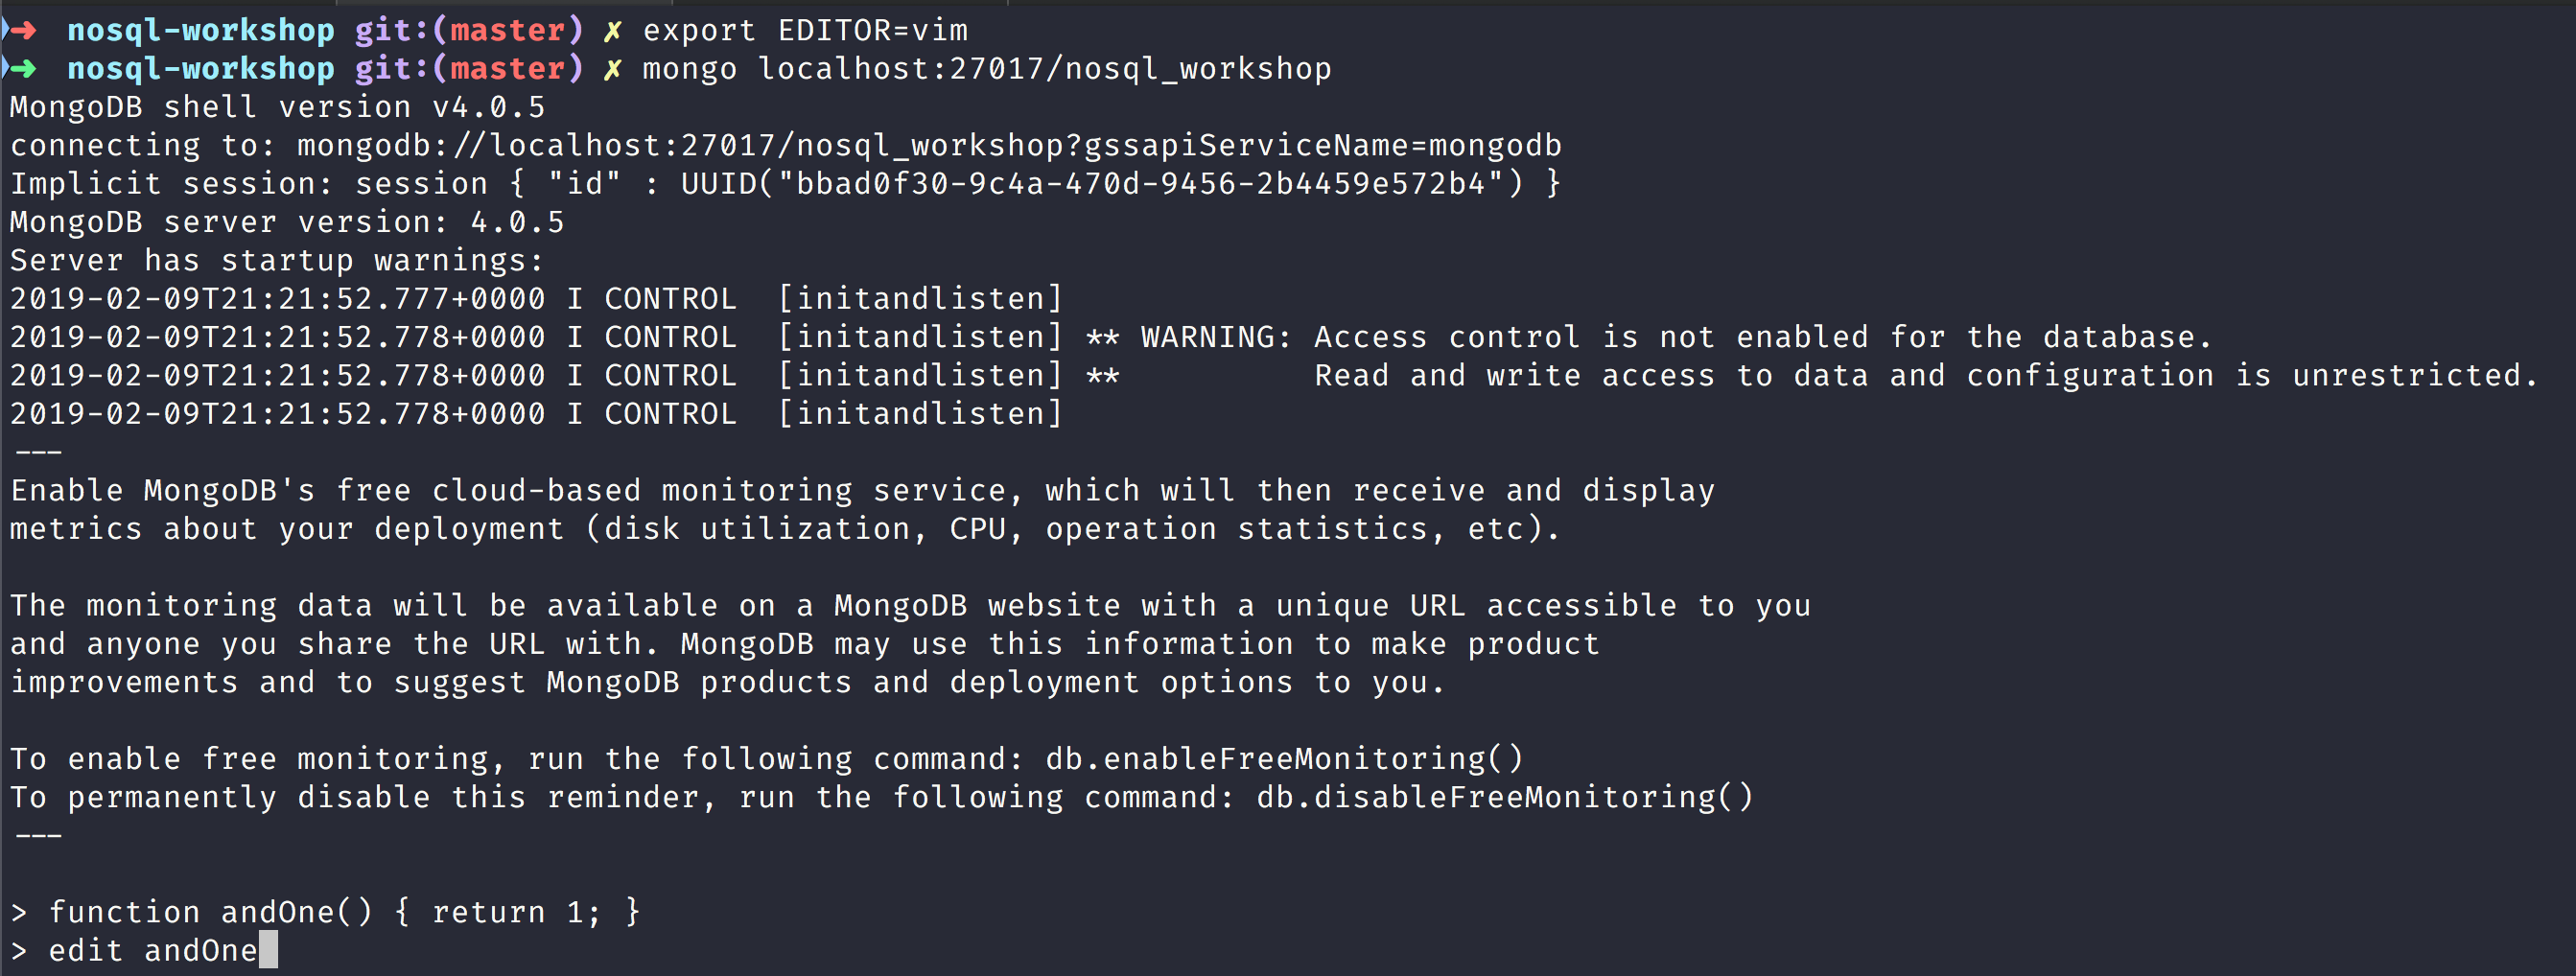 ➜ nosql-workshop git:(master) ✗ export EDITOR=vim
➜ nosql-workshop git:(master) ✗ mongo localhost:27017/nosql_workshop
MongoDB shell version v4.0.5
connecting to: mongodb://localhost:27017/nosql_workshop?gssapiServiceName=mongodb
Implicit session: session { "id" : UUID("bbad0f30-9c4a-470d-9456-2b4459e572b4") }
MongoDB server version: 4.0.5
Server has startup warnings:
2019-02-09T21:21:52.777+0000 I CONTROL  [initandlisten]
2019-02-09T21:21:52.778+0000 I CONTROL  [initandlisten] ** WARNING: Access control is not enabled for the database.
2019-02-09T21:21:52.778+0000 I CONTROL  [initandlisten] **          Read and write access to data and configuration is unrestricted.
2019-02-09T21:21:52.778+0000 I CONTROL  [initandlisten]
---
Enable MongoDB's free cloud-based monitoring service, which will then receive and display
metrics about your deployment (disk utilization, CPU, operation statistics, etc).

The monitoring data will be available on a MongoDB website with a unique URL accessible to you
and anyone you share the URL with. MongoDB may use this information to make product
improvements and to suggest MongoDB products and deployment options to you.

To enable free monitoring, run the following command: db.enableFreeMonitoring()
To permanently disable this reminder, run the following command: db.disableFreeMonitoring()
---

> function andOne() { return 1; }
> edit andOne